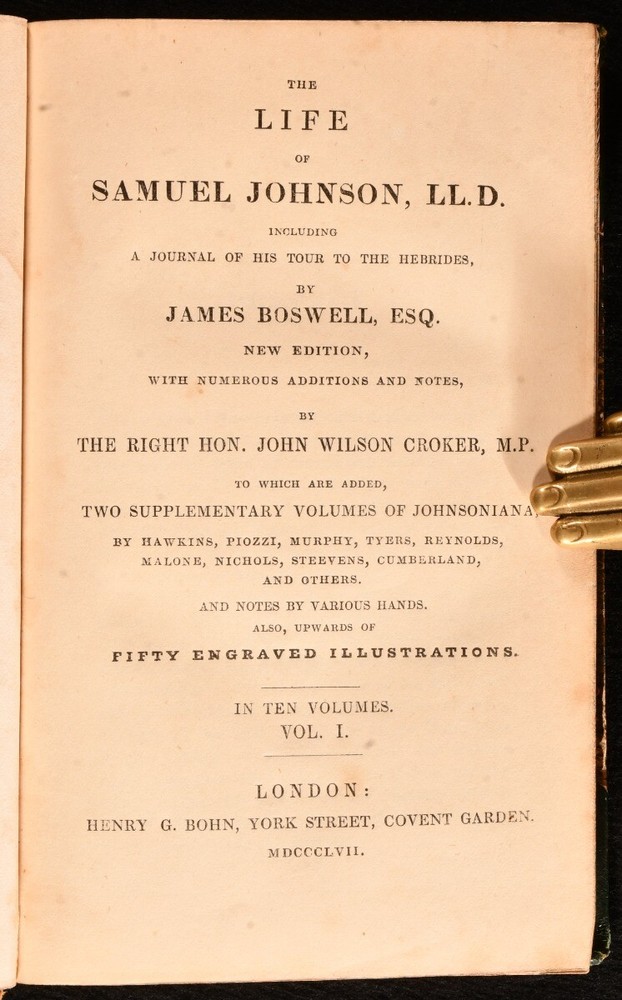 THE
LIFE
OF
SAMUEL JOHNSON, LL.D.
INCLUDING
A JOURNAL OF HIS TOUR TO THE HEBRIDES,
BY
JAMES BOSWELL, ESQ.
NEW EDITION,
WITH NUMEROUS ADDITIONS AND NOTES,
BY
THE RIGHT HON. JOHN WILSON CROKER, M.P.
TO WHICH ARE ADDED,
TWO SUPPLEMENTARY VOLUMES OF JOHNSONIANA,
BY HAWKINS, PIOZZI, MURPHY, TYERS, REYNOLDS,
MALONE, NICHOLS, STEEVENS, CUMBERLAND,
AND OTHERS.
AND NOTES BY VARIOUS HANDS.
ALSO, UPWARDS OF
FIFTY ENGRAVED ILLUSTRATIONS.
IN TEN VOLUMES.
VOL. I.
LONDON:
HENRY G. BOHN, YORK STREET, COVENT GARDEN.
MDCCCLVII.